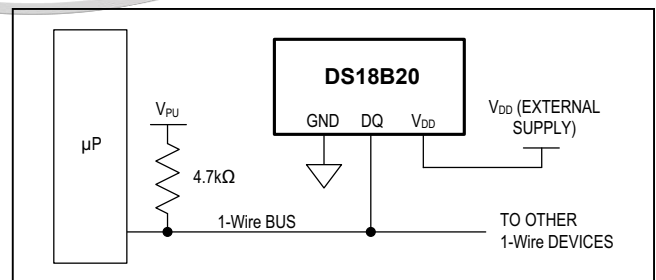 DS18B20
GND DQ VDD
VDD (EXTERNAL
SUPPLY)
VPU
µP
4.7kΩ
1-Wire BUS
TO OTHER
1-Wire DEVICES